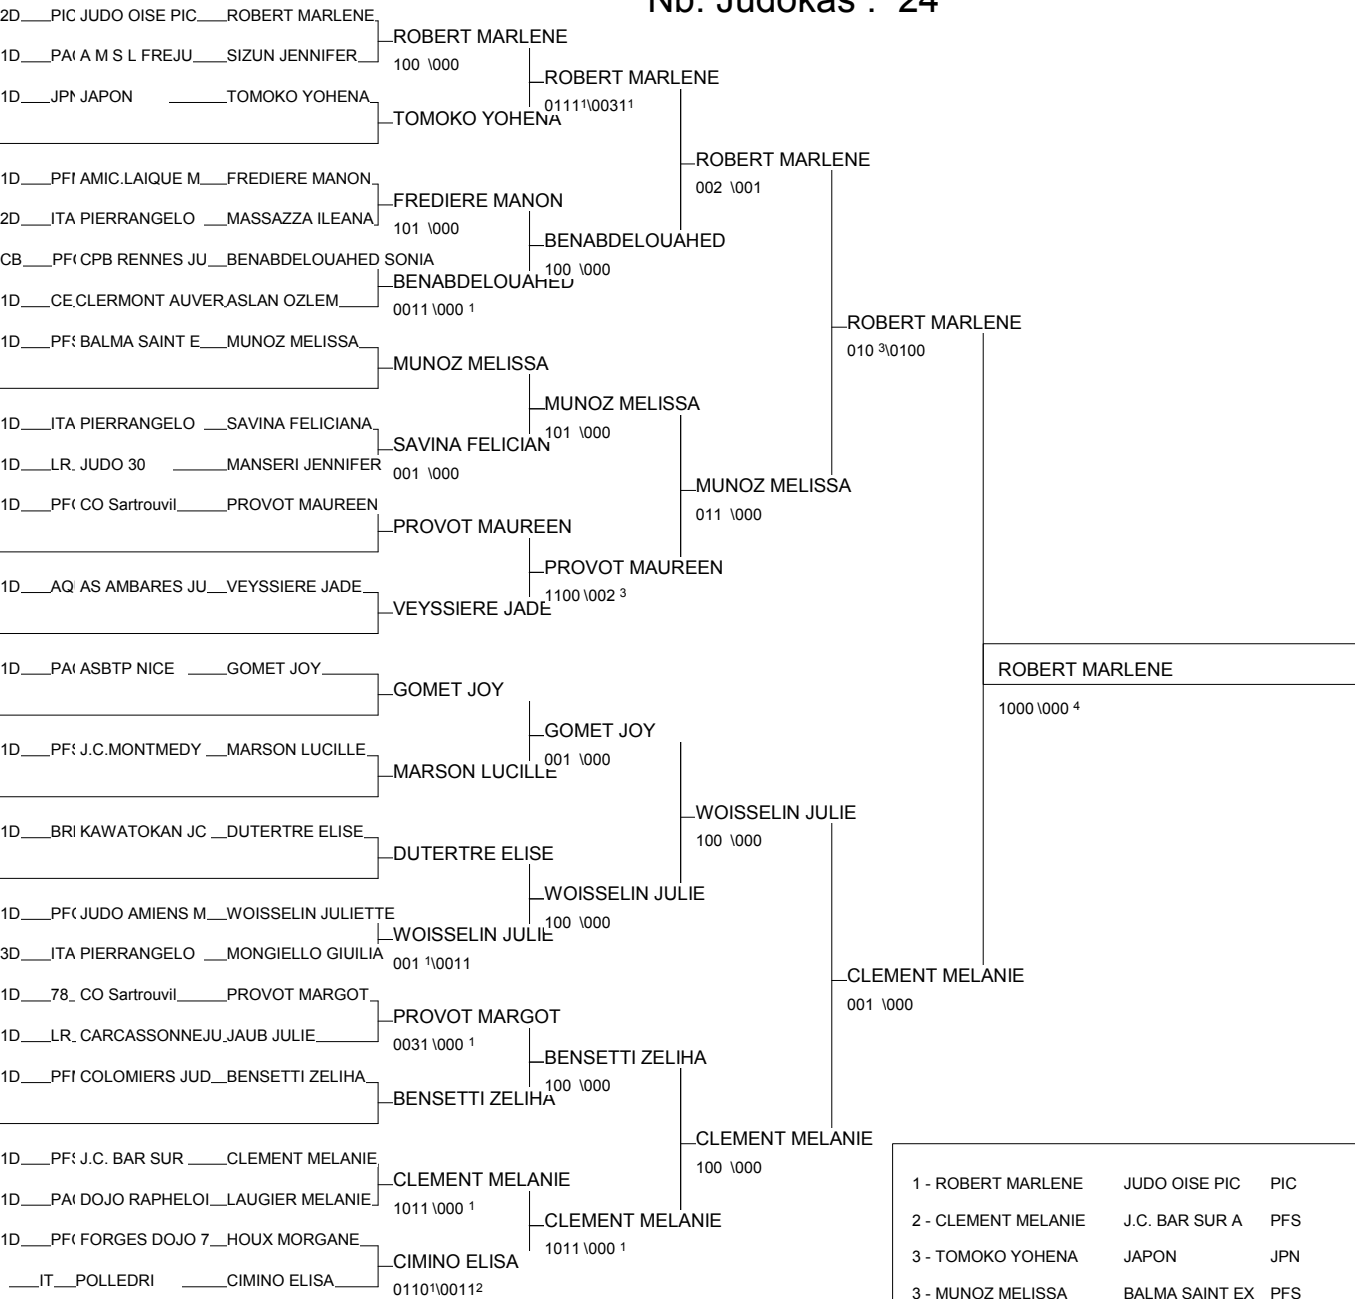 Nb. Judokas : 24
2D PIC JUDO OISE PIC ROBERT MARLENE
ROBERT MARLENE
1D PA( A M S L FREJU SIZUN JENNIFER
100 \000
ROBERT MARLENE
1D JPN JAPON TOMOKO YOHENA
01111\00311
TOMOKO YOHENA
ROBERT MARLENE
1D PFI AMIC.LAIQUE M FREDIERE MANON
002 \001
FREDIERE MANON
2D ITA PIERRANGELO MASSAZZA ILEANA
101 \000
BENABDELOUAHED
CB PF( CPB RENNES JU BENABDELOUAHED SONIA
100 \000
BENABDELOUAHED
1D CE CLERMONT AUVER ASLAN OZLEM
0011 \000 1
ROBERT MARLENE
1D PFS BALMA SAINT E MUNOZ MELISSA
010 3\0100
MUNOZ MELISSA
MUNOZ MELISSA
1D ITA PIERRANGELO SAVINA FELICIANA
101 \000
SAVINA FELICIAN
1D LR JUDO 30 MANSERI JENNIFER
001 \000
MUNOZ MELISSA
1D PF( CO Sartrouvil PROVOT MAUREEN
011 \000
PROVOT MAUREEN
PROVOT MAUREEN
1D AQ AS AMBARES JU VEYSSIERE JADE
1100 \002 3
VEYSSIERE JADE
1D PA( ASBTP NICE GOMET JOY
ROBERT MARLENE
GOMET JOY
1000 \000 4
GOMET JOY
1D PFS J.C.MONTMEDY MARSON LUCILLE
001 \000
MARSON LUCILLE
WOISSELIN JULIE
1D BRI KAWATOKAN JC DUTERTRE ELISE
100 \000
DUTERTRE ELISE
WOISSELIN JULIE
1D PF( JUDO AMIENS M WOISSELIN JULIETTE
100 \000
WOISSELIN JULIE
3D ITA PIERRANGELO MONGIELLO GIUILIA
001 1\0011
CLEMENT MELANIE
1D 78 CO Sartrouvil PROVOT MARGOT
001 \000
PROVOT MARGOT
1D LR CARCASSONNEJU JAUB JULIE
0031 \000 1
BENSETTI ZELIHA
1D PFI COLOMIERS JUD BENSETTI ZELIHA
100 \000
BENSETTI ZELIHA
CLEMENT MELANIE
1D PFS J.C. BAR SUR CLEMENT MELANIE
100 \000
CLEMENT MELANIE
1D PA( DOJO RAPHELOI LAUGIER MELANIE
1011 \000 1
CLEMENT MELANIE
1D PF( FORGES DOJO 7 HOUX MORGANE
1011 \000 1
CIMINO ELISA
IT POLLEDRI CIMINO ELISA
01101\00112
1 - ROBERT MARLENE JUDO OISE PIC PIC
2 - CLEMENT MELANIE J.C. BAR SUR A PFS
3 - TOMOKO YOHENA JAPON JPN
3 - MUNOZ MELISSA BALMA SAINT EX PFS